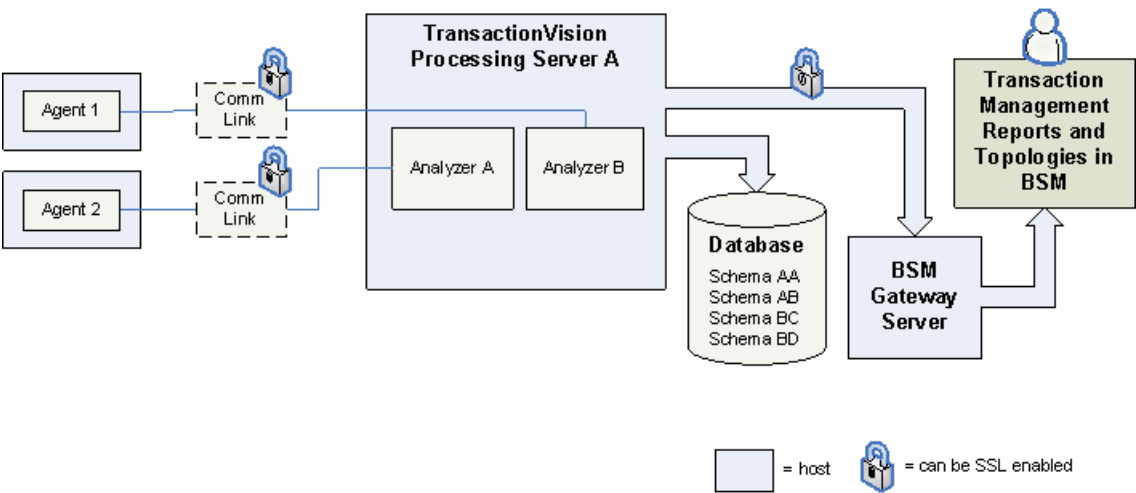 TransactionVision
Processing Server A
Agent 1
Comm
Link
Analyzer A
Analyzer B
Agent 2
Comm
Link
Database
Schema AA
Schema AB
Schema BC
Schema BD
BSM
Gateway
Server
Transaction
Management
Reports and
Topologies in
BSM
= host
= can be SSL enabled